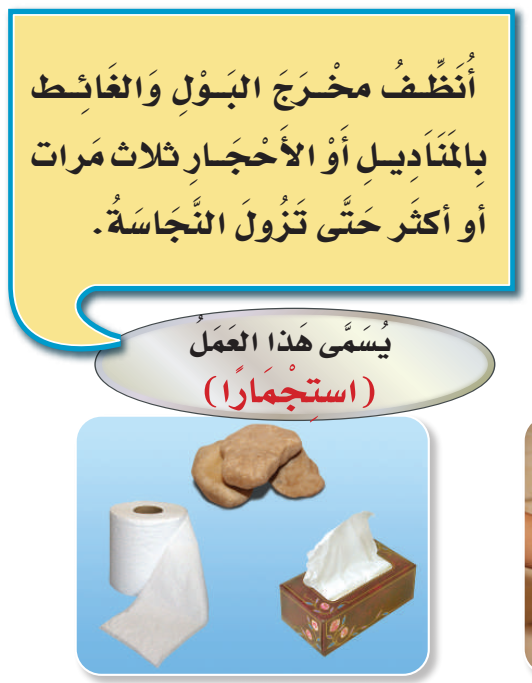 أُنَظِّفُ مخْرَجَ البَوْلِ وَالغَائِط
بِالمَنَادِيلِ أَوْ الأَحْجَارِ ثلاث مَرات
أو أكثَر حَتَّى تَزُولَ النَّجَاسَةُ.
يُسَمَّى هَذا العَمَلُ
(استِجْمَارًا)